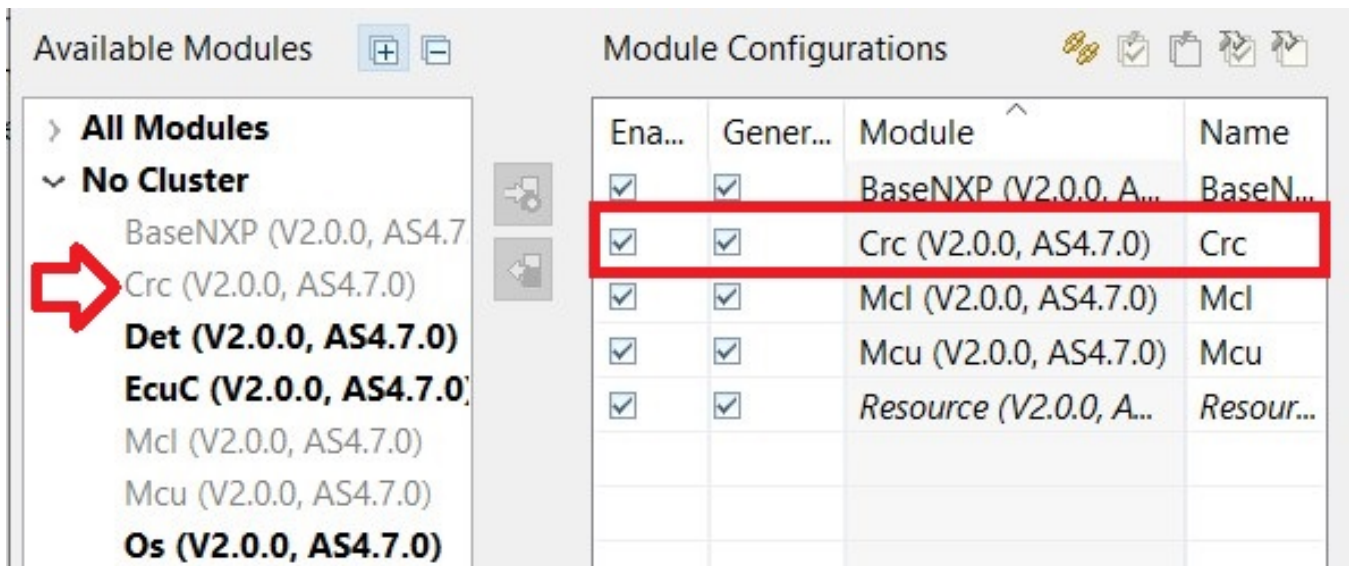 Available Modules
All Modules
No Cluster
BaseNXP (V2.0.0, AS4.7
Crc (V2.0.0, AS4.7.0)
Det (V2.0.0, AS4.7.0)
EcuC (V2.0.0, AS4.7.0)
Mcl (V2.0.0, AS4.7.0)
Mcu (V2.0.0, AS4.7.0)
Os (V2.0.0, AS4.7.0)
Module Configurations
Ena... Gener... Module Name
BaseNXP (V2.0.0, A... BaseN...
Crc (V2.0.0, AS4.7.0) Crc
Mcl (V2.0.0, AS4.7.0) Mcl
Mcu (V2.0.0, AS4.7.0) Mcu
Resource (V2.0.0, A... Resour...